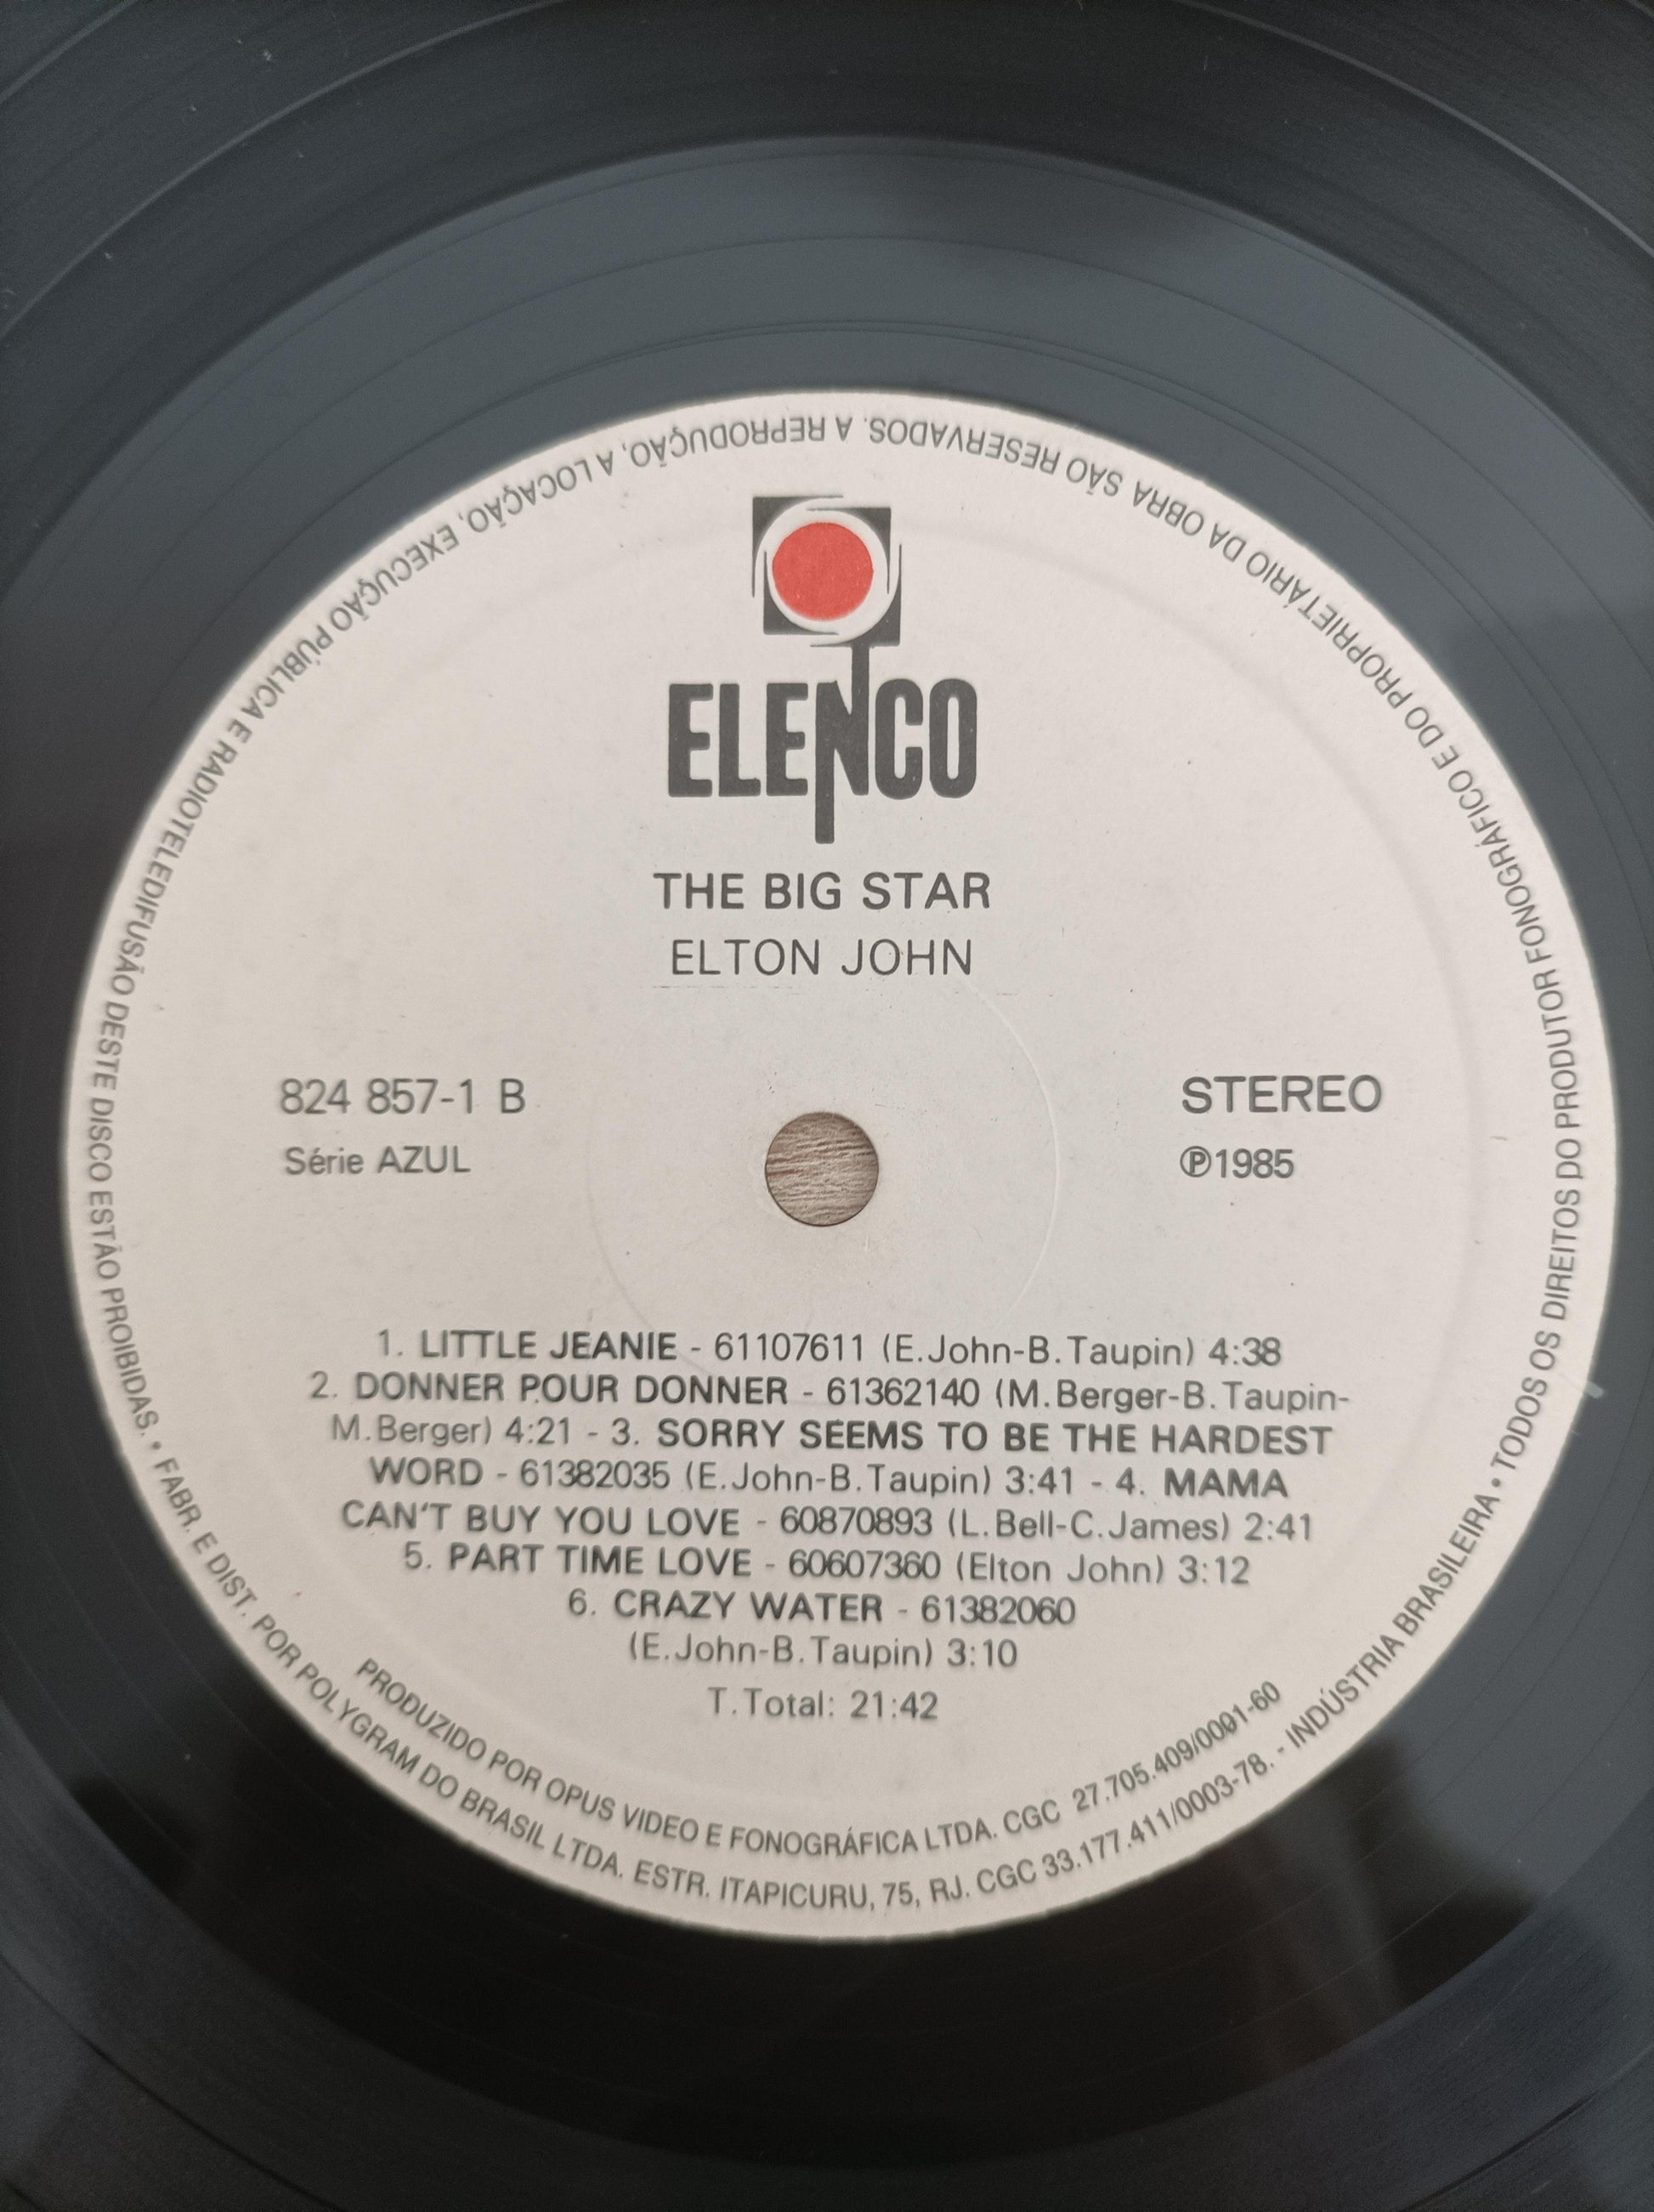 ELENCO
THE BIG STAR
ELTON JOHN
824 857-1 B
Série AZUL
STEREO
℗1985
1. LITTLE JEANIE - 61107611 (E.John-B.Taupin) 4:38
2. DONNER POUR DONNER - 61362140 (M.Berger-B.Taupin-
M.Berger) 4:21 - 3. SORRY SEEMS TO BE THE HARDEST
WORD - 61382035 (E.John-B.Taupin) 3:41 - 4. MAMA
CAN'T BUY YOU LOVE - 60870893 (L.Bell-C.James) 2:41
5. PART TIME LOVE - 60607360 (Elton John) 3:12
6. CRAZY WATER - 61382060
(E.John-B.Taupin) 3:10
T.Total: 21:42
PRODUZIDO POR OPUS VIDEO E FONOGRÁFICA LTDA. CGC 27.705.409/0001-60
FABR. E DIST. POR POLYGRAM DO BRASIL LTDA. ESTR. ITAPICURU, 75, RJ. CGC 33.177.411/0003-78. - INDÚSTRIA BRASILEIRA • TODOS OS DIREITOS DO PRODUTOR FONOGRÁFICO E DO PROPRIETÁRIO DA OBRA SÃO RESERVADOS. A REPRODUÇÃO, A LOCAÇÃO, EXECUÇÃO PÚBLICA E RADIOTELEDIFUSÃO DESTE DISCO ESTÃO PROIBIDAS. •